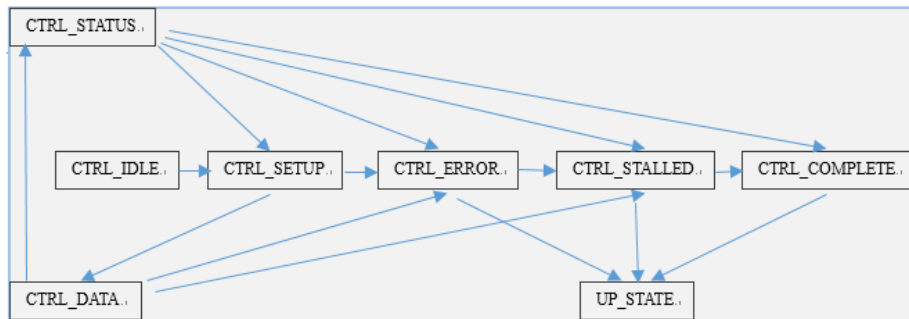 CTRL_STATUS
CTRL_IDLE
CTRL_SETUP
CTRL_ERROR
CTRL_STALLED
CTRL_COMPLETE
CTRL_DATA
UP_STATE